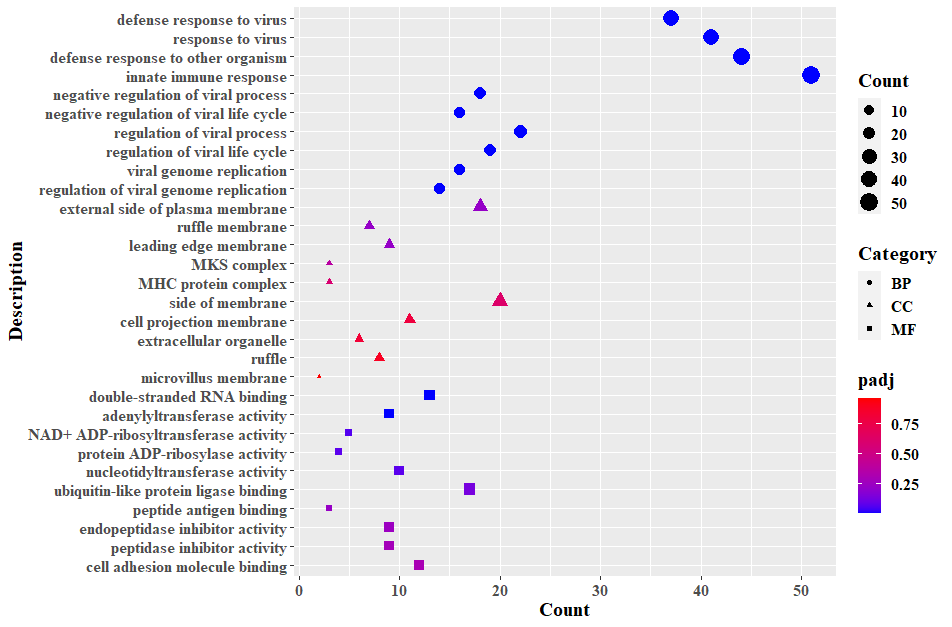 defense response to virus
response to virus
defense response to other organism
innate immune response
negative regulation of viral process
negative regulation of viral life cycle
regulation of viral process
regulation of viral life cycle
viral genome replication
regulation of viral genome replication
external side of plasma membrane
ruffle membrane
leading edge membrane
MKS complex
MHC protein complex
side of membrane
cell projection membrane
extracellular organelle
ruffle
microvillus membrane
double-stranded RNA binding
adenylyltransferase activity
NAD+ ADP-ribosyltransferase activity
protein ADP-ribosylase activity
nucleotidyltransferase activity
ubiquitin-like protein ligase binding
peptide antigen binding
endopeptidase inhibitor activity
peptidase inhibitor activity
cell adhesion molecule binding
Description
0 10 20 30 40 50
Count
Count
10
20
30
40
50
Category
BP
CC
MF
padj
0.75
0.50
0.25